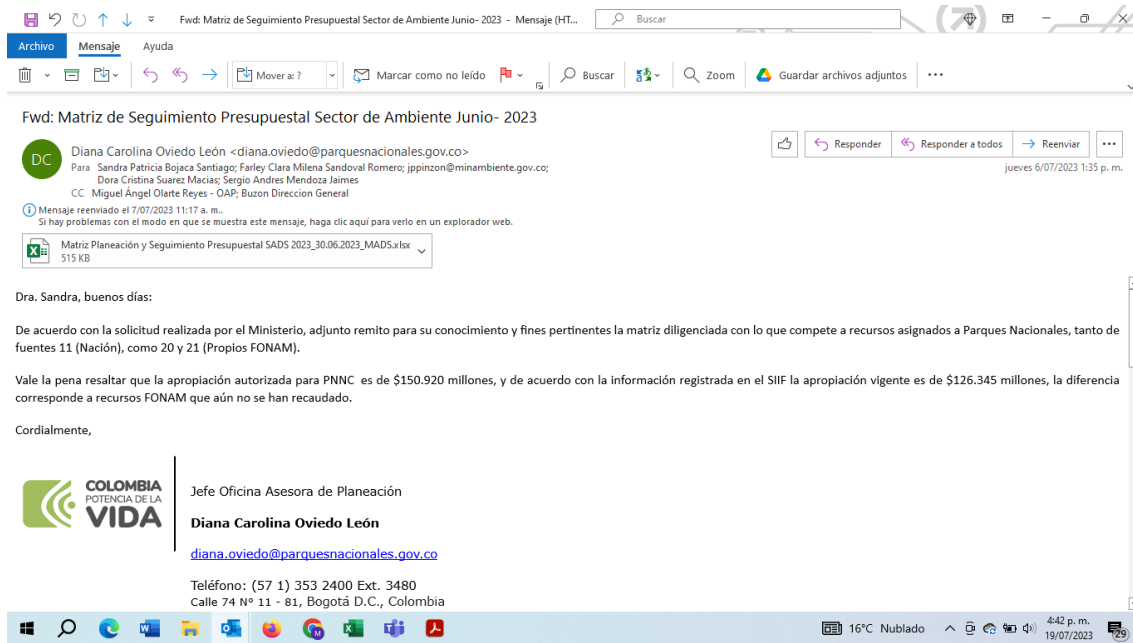 Fwd: Matriz de Seguimiento Presupuestal Sector de Ambiente Junio- 2023 - Mensaje (HT...
Buscar
Archivo Mensaje Ayuda
Mover a: ? Marcar como no leído Buscar Zoom Guardar archivos adjuntos ...
Fwd: Matriz de Seguimiento Presupuestal Sector de Ambiente Junio- 2023
DC
Diana Carolina Oviedo León <diana.oviedo@parquesnacionales.gov.co>
Para Sandra Patricia Bojaca Santiago; Farley Clara Milena Sandoval Romero; jppinzon@minambiente.gov.co;
Dora Cristina Suarez Macias; Sergio Andres Mendoza Jaimes
CC Miguel Ángel Olarte Reyes - OAP; Buzon Direccion General
Responder Responder a todos Reenviar ...
jueves 6/07/2023 1:35 p. m.
Mensaje reenviado el 7/07/2023 11:17 a. m..
Si hay problemas con el modo en que se muestra este mensaje, haga clic aquí para verlo en un explorador web.
Matriz Planeación y Seguimiento Presupuestal SADS 2023_30.06.2023_MADS.xlsx
515 KB
Dra. Sandra, buenos días:
De acuerdo con la solicitud realizada por el Ministerio, adjunto remito para su conocimiento y fines pertinentes la matriz diligenciada con lo que compete a recursos asignados a Parques Nacionales, tanto de
fuentes 11 (Nación), como 20 y 21 (Propios FONAM).
Vale la pena resaltar que la apropiación autorizada para PNNC es de $150.920 millones, y de acuerdo con la información registrada en el SIIF la apropiación vigente es de $126.345 millones, la diferencia
corresponde a recursos FONAM que aún no se han recaudado.
Cordialmente,
COLOMBIA
POTENCIA DE LA
VIDA
Jefe Oficina Asesora de Planeación
Diana Carolina Oviedo León
diana.oviedo@parquesnacionales.gov.co
Teléfono: (57 1) 353 2400 Ext. 3480
Calle 74 Nº 11 - 81, Bogotá D.C., Colombia
16°C Nublado
4:42 p. m.
19/07/2023
29